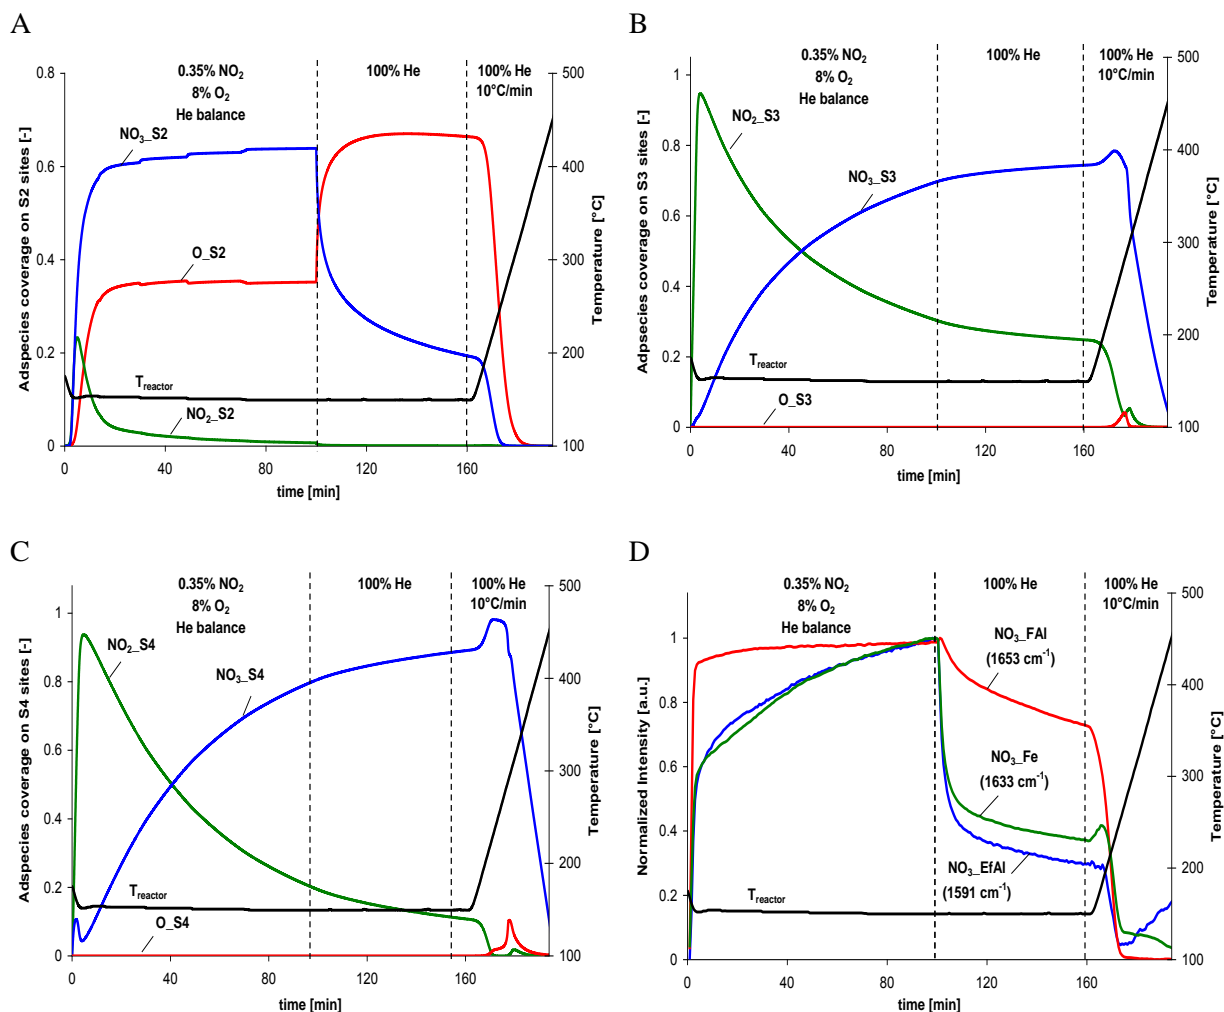 A
0.35% NO2
8% O2
He balance
100% He
100% He
10°C/min
Adspecies coverage on S2 sites [-]
0.8
0.6
0.4
0.2
0
NO3_S2
O_S2
Treactor
NO2_S2
0 40 80 120 160
time [min]
500
400
300
200
100
Temperature [°C]
B
0.35% NO2
8% O2
He balance
100% He
100% He
10°C/min
Adpsecies coverage on S3 sites [-]
1
0.8
0.6
0.4
0.2
0
NO2_S3
NO3_S3
Treactor
O_S3
0 40 80 120 160
time [min]
500
400
300
200
100
Temperature [°C]
C
0.35% NO2
8% O2
He balance
100% He
100% He
10°C/min
Adspecies coverage on S4 sites [-]
1
0.8
0.6
0.4
0.2
0
NO2_S4
NO3_S4
Treactor
O_S4
0 40 80 120 160
time [min]
500
400
300
200
100
Temperature [°C]
D
0.35% NO2
8% O2
He balance
100% He
100% He
10°C/min
Normalized Intensity [a.u.]
1
0.8
0.6
0.4
0.2
0
NO3_FAl
(1653 cm-1)
NO3_Fe
(1633 cm-1)
NO3_EfAl
(1591 cm-1)
Treactor
0 40 80 120 160
time [min]
500
400
300
200
100
Temperature [°C]